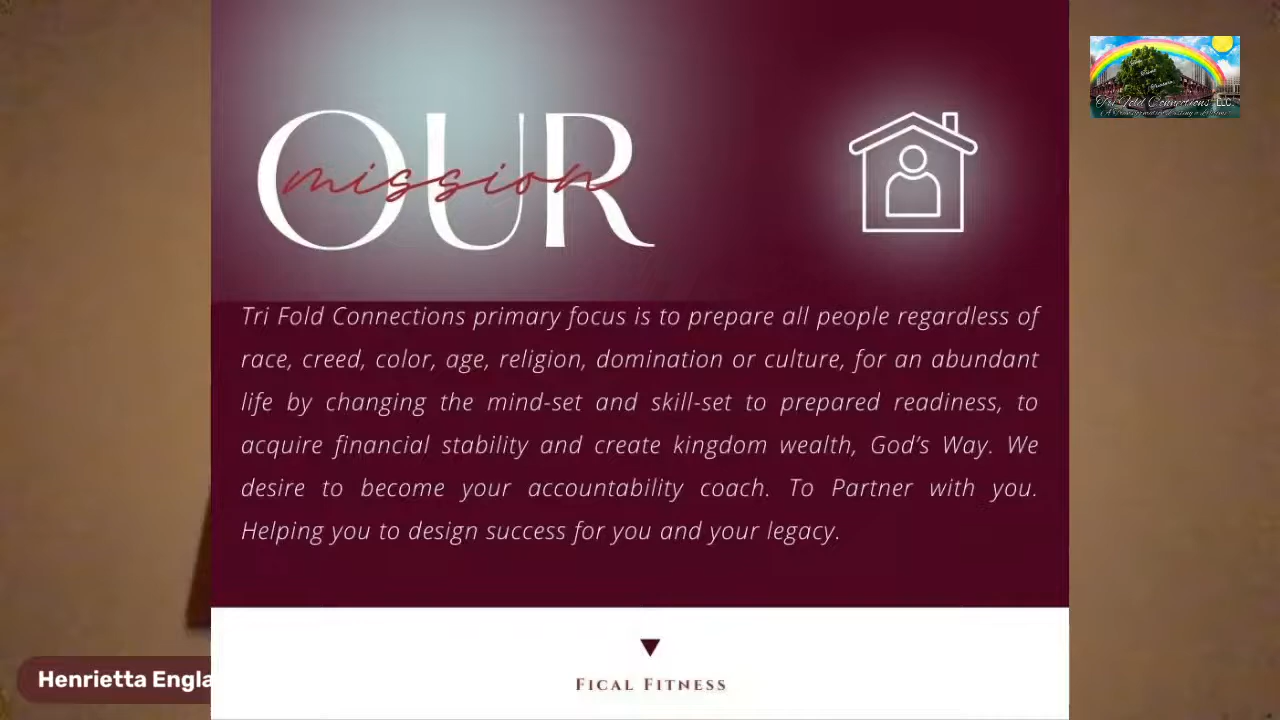 OUR
mission
Tri Fold Connections primary focus is to prepare all people regardless of
race, creed, color, age, religion, domination or culture, for an abundant
life by changing the mind-set and skill-set to prepared readiness, to
acquire financial stability and create kingdom wealth, God's Way. We
desire to become your accountability coach. To Partner with you.
Helping you to design success for you and your legacy.
FICAL FITNESS
Henrietta Engla
Tri Fold Connections LLC.